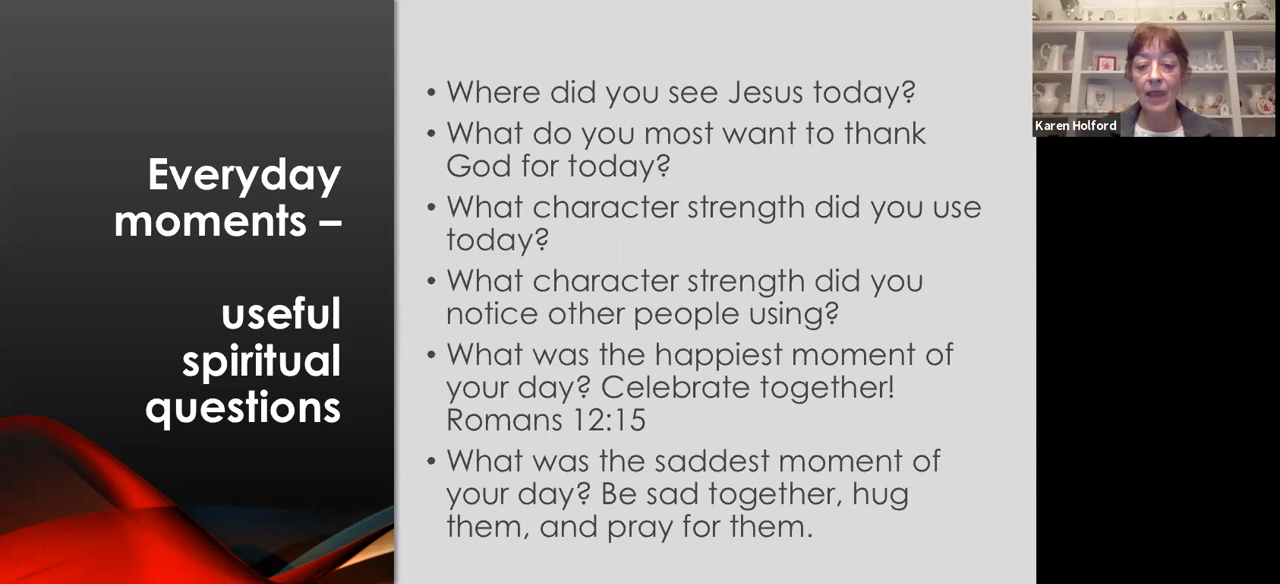 Everyday
moments –
useful
spiritual
questions
• Where did you see Jesus today?
• What do you most want to thank
God for today?
• What character strength did you use
today?
• What character strength did you
notice other people using?
• What was the happiest moment of
your day? Celebrate together!
Romans 12:15
• What was the saddest moment of
your day? Be sad together, hug
them, and pray for them.
Karen Holford